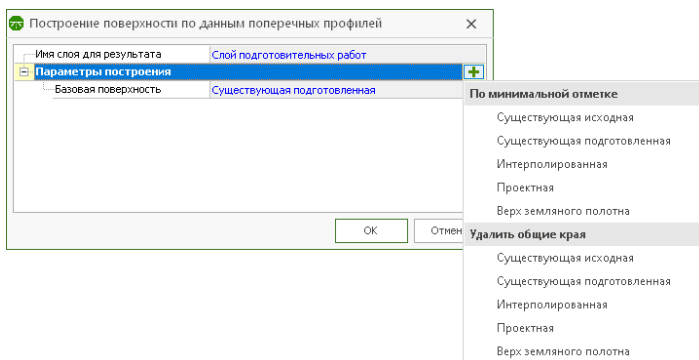 Построение поверхности по данным поперечных профилей
Имя слоя для результата Слой подготовительных работ
Параметры построения
Базовая поверхность Существующая подготовленная
По минимальной отметке
Существующая исходная
Существующая подготовленная
Интерполированная
Проектная
Верх земляного полотна
OK Отмен
Удалить общие края
Существующая исходная
Существующая подготовленная
Интерполированная
Проектная
Верх земляного полотна